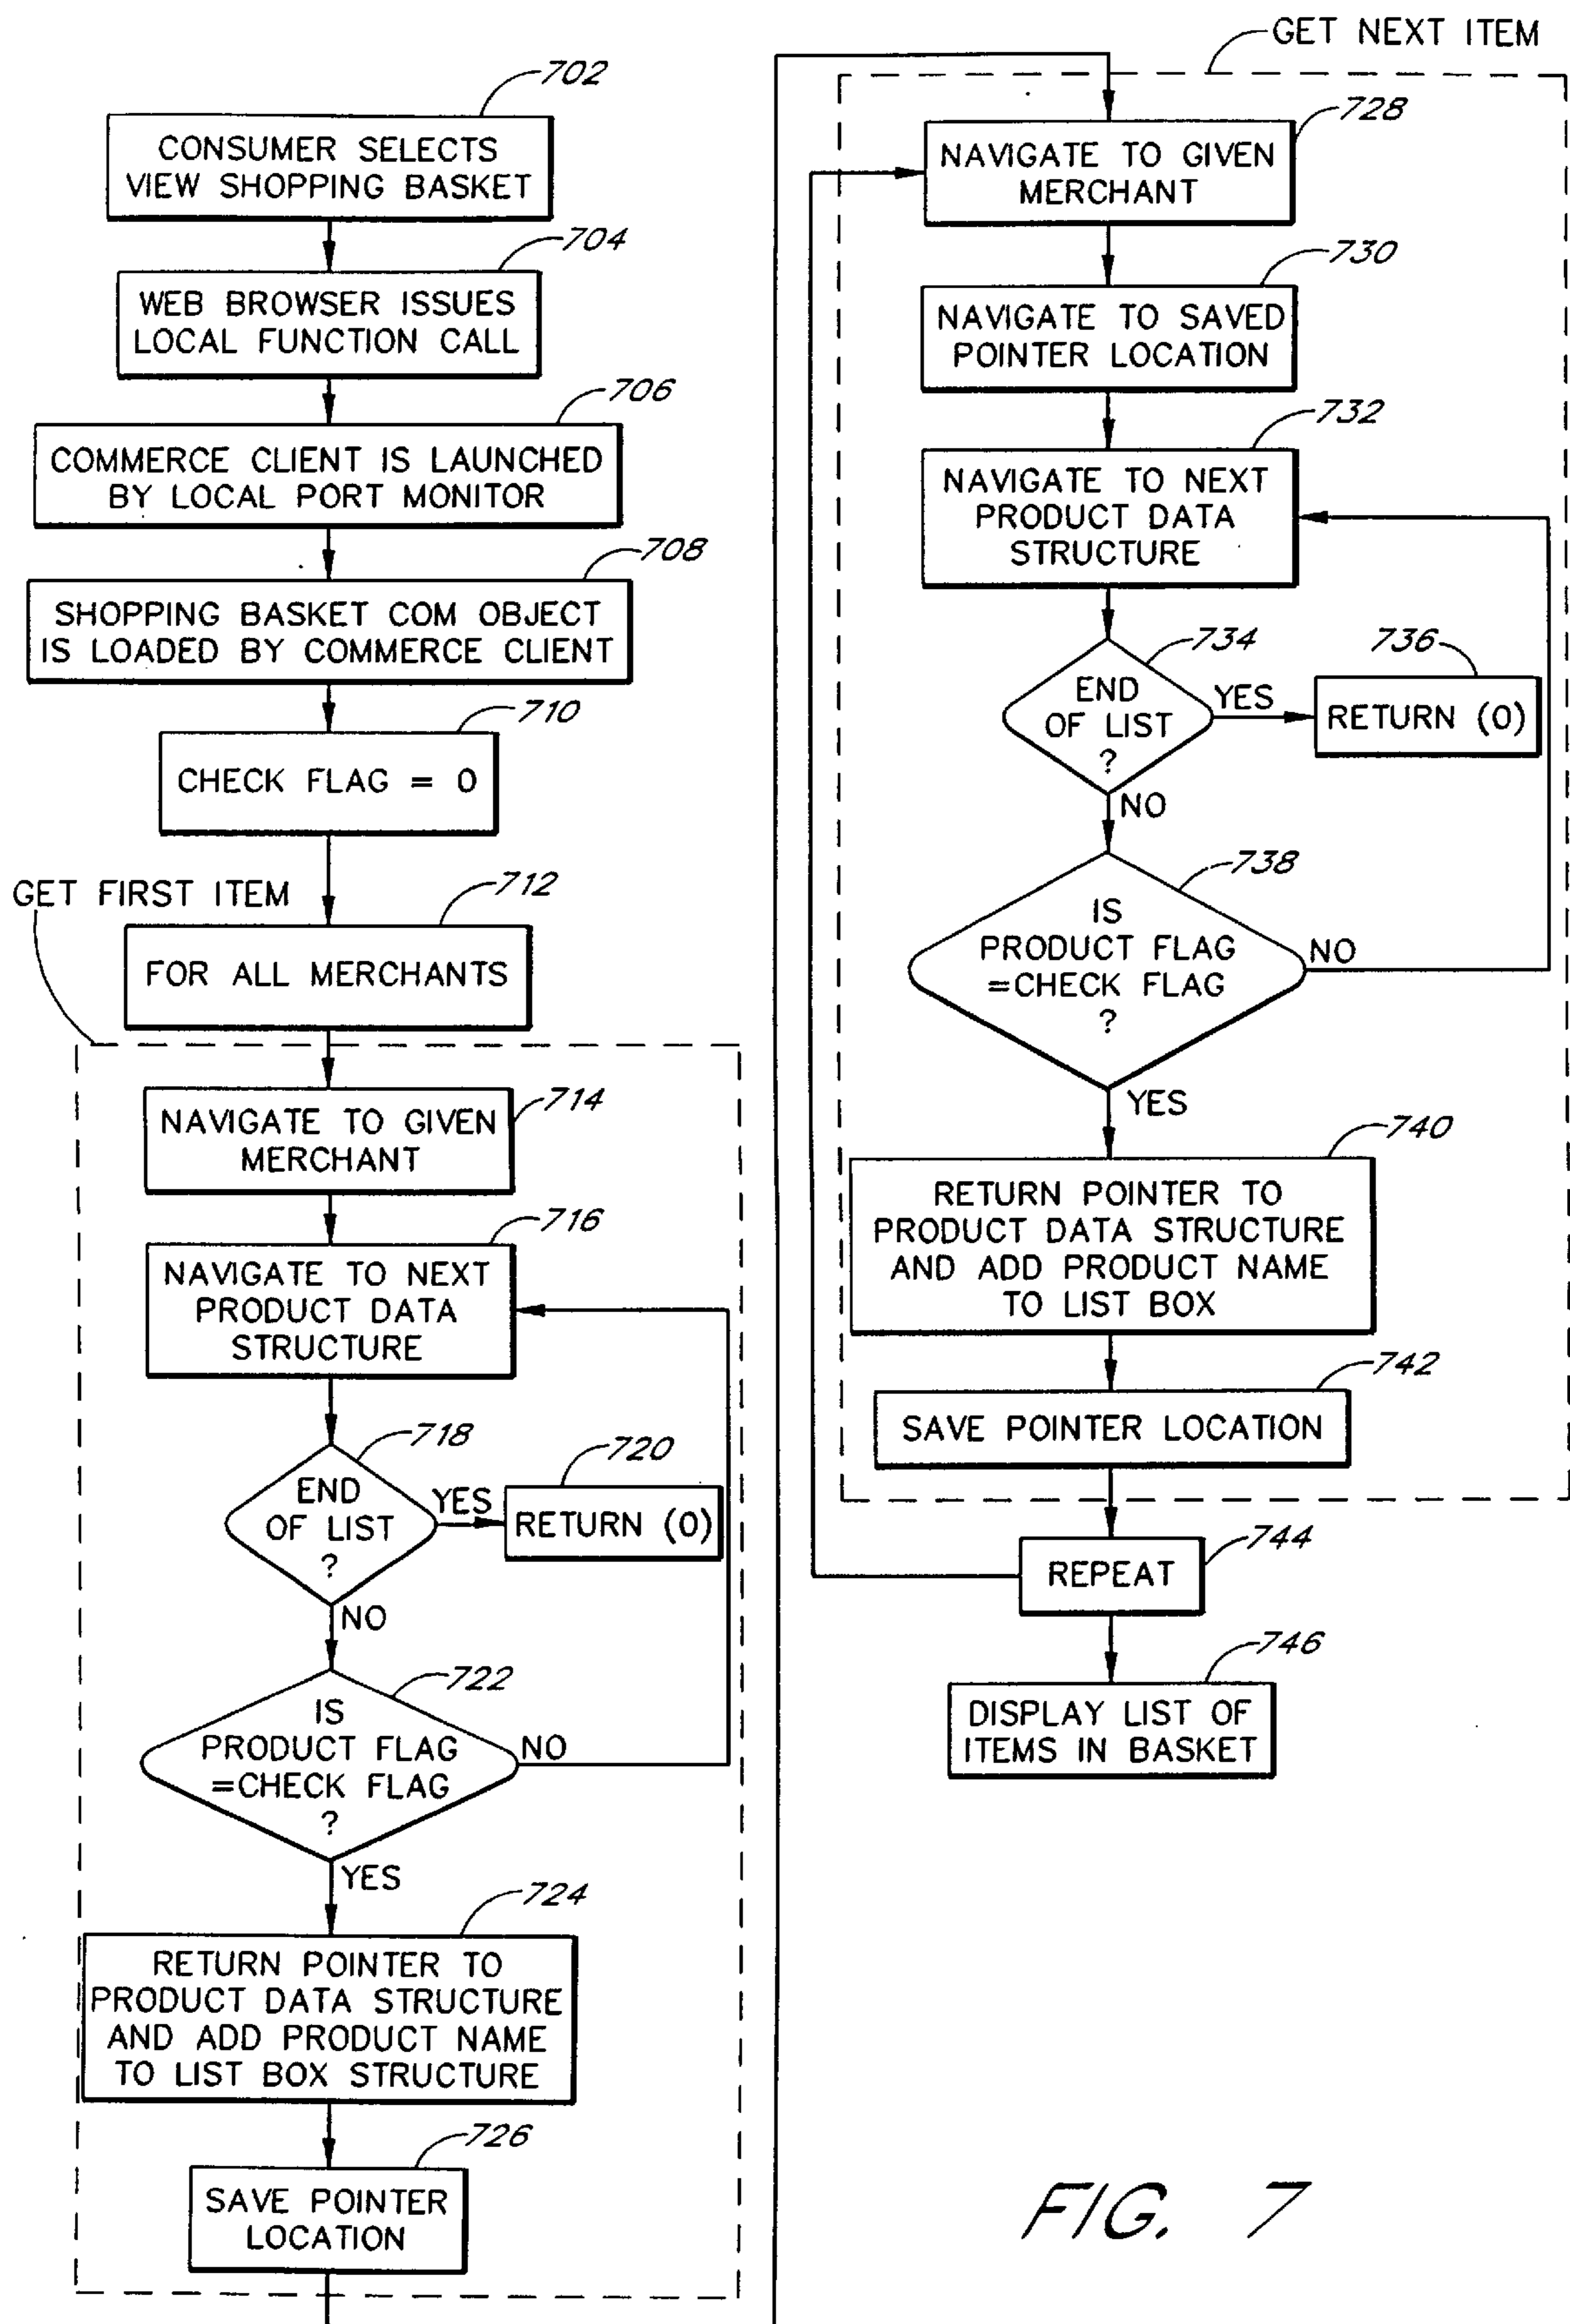 702
CONSUMER SELECTS
VIEW SHOPPING BASKET
704
WEB BROWSER ISSUES
LOCAL FUNCTION CALL
706
COMMERCE CLIENT IS LAUNCHED
BY LOCAL PORT MONITOR
708
SHOPPING BASKET COM OBJECT
IS LOADED BY COMMERCE CLIENT
710
CHECK FLAG = 0
GET FIRST ITEM
712
FOR ALL MERCHANTS
714
NAVIGATE TO GIVEN
MERCHANT
716
NAVIGATE TO NEXT
PRODUCT DATA
STRUCTURE
718
END
OF LIST
?
YES
720
RETURN (0)
NO
722
IS
PRODUCT FLAG
=CHECK FLAG
?
NO
YES
724
RETURN POINTER TO
PRODUCT DATA STRUCTURE
AND ADD PRODUCT NAME
TO LIST BOX STRUCTURE
726
SAVE POINTER
LOCATION
GET NEXT ITEM
728
NAVIGATE TO GIVEN
MERCHANT
730
NAVIGATE TO SAVED
POINTER LOCATION
732
NAVIGATE TO NEXT
PRODUCT DATA
STRUCTURE
734
END
OF LIST
?
YES
736
RETURN (0)
NO
738
IS
PRODUCT FLAG
=CHECK FLAG
?
NO
YES
740
RETURN POINTER TO
PRODUCT DATA STRUCTURE
AND ADD PRODUCT NAME
TO LIST BOX
742
SAVE POINTER LOCATION
744
REPEAT
746
DISPLAY LIST OF
ITEMS IN BASKET
FIG. 7